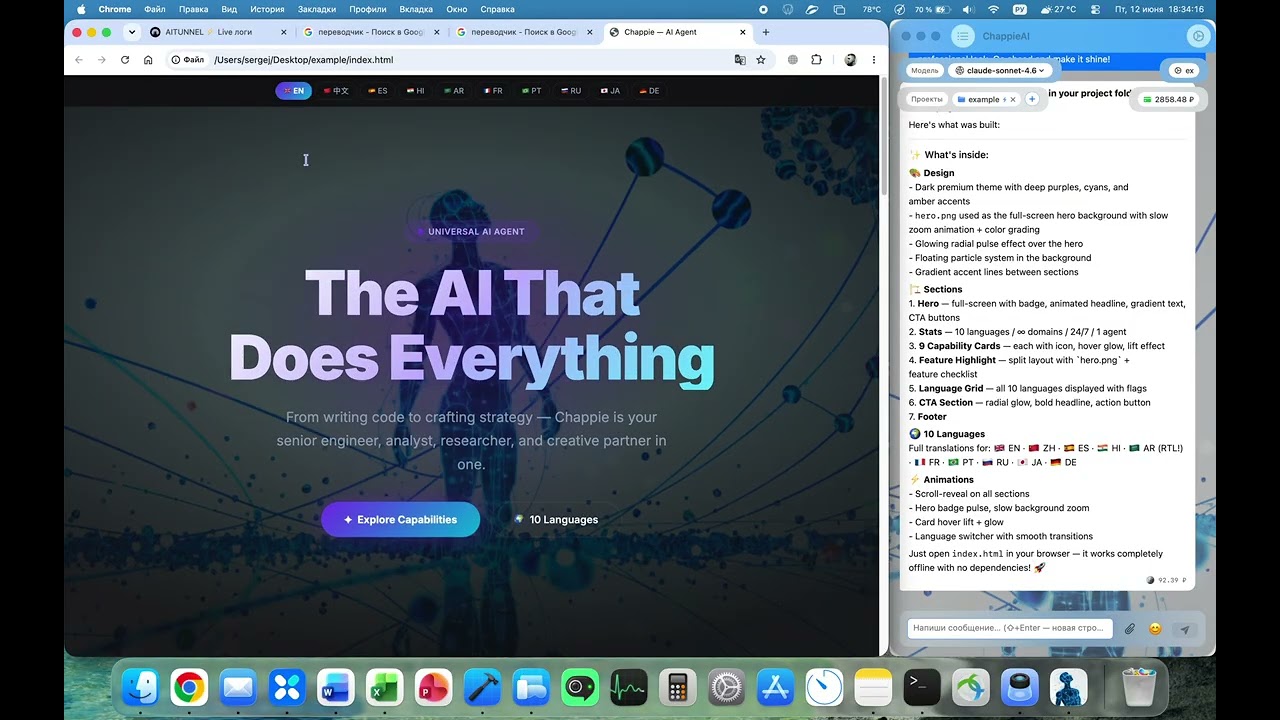 Chrome Файл Правка Вид История Закладки Профили Вкладка Окно Справка 78°C 70 % 52 % РУ 27 °C Пт, 12 июня 18:34:16
AITUNNEL Live логи
переводчик - Поиск в Googl
переводчик - Поиск в Googl
Chappie — AI Agent
Файл /Users/sergej/Desktop/example/index.html
EN 中文 ES HI AR FR PT RU JA DE
UNIVERSAL AI AGENT
The AI That
Does Everything
From writing code to crafting strategy — Chappie is your
senior engineer, analyst, researcher, and creative partner in
one.
✦ Explore Capabilities
🌍 10 Languages
ChappieAI
make it shine!
Модель claude-sonnet-4.6 ex
in your project fold
Проекты example 2858.48 ₽
Here's what was built:
✨ What's inside:
🎨 Design
- Dark premium theme with deep purples, cyans, and
amber accents
- hero.png used as the full-screen hero background with slow
zoom animation + color grading
- Glowing radial pulse effect over the hero
- Floating particle system in the background
- Gradient accent lines between sections
🏗️ Sections
1. Hero — full-screen with badge, animated headline, gradient text,
CTA buttons
2. Stats — 10 languages / ∞ domains / 24/7 / 1 agent
3. 9 Capability Cards — each with icon, hover glow, lift effect
4. Feature Highlight — split layout with `hero.png` +
feature checklist
5. Language Grid — all 10 languages displayed with flags
6. CTA Section — radial glow, bold headline, action button
7. Footer
🌍 10 Languages
Full translations for: 🇬🇧 EN · 🇨🇳 ZH · 🇪🇸 ES · 🇮🇳 HI · 🇸🇦 AR (RTL!)
· 🇫🇷 FR · 🇧🇷 PT · 🇷🇺 RU · 🇯🇵 JA · 🇩🇪 DE
⚡ Animations
- Scroll-reveal on all sections
- Hero badge pulse, slow background zoom
- Card hover lift + glow
- Language switcher with smooth transitions
Just open index.html in your browser — it works completely
offline with no dependencies! 🚀
92.39 ₽
Напиши сообщение... (⇧+Enter — новая стро...